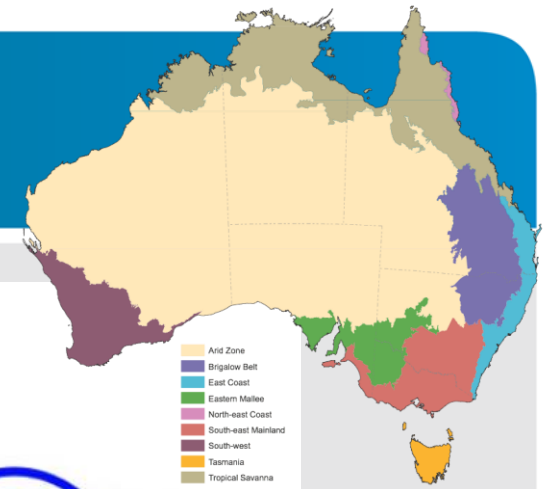 Arid Zone
Brigalow Belt
East Coast
Eastern Mallee
North-east Coast
South-east Mainland
South-west
Tasmania
Tropical Savanna